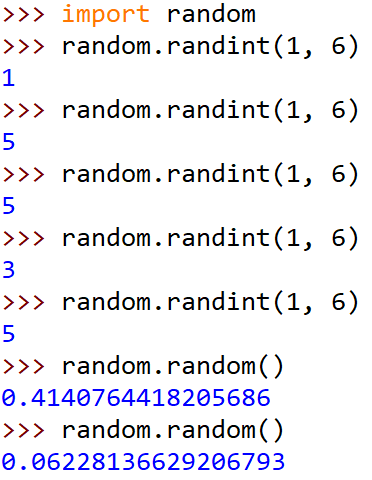 >>> import random
>>> random.randint(1, 6)
1
>>> random.randint(1, 6)
5
>>> random.randint(1, 6)
5
>>> random.randint(1, 6)
3
>>> random.randint(1, 6)
5
>>> random.random()
0.4140764418205686
>>> random.random()
0.06228136629206793